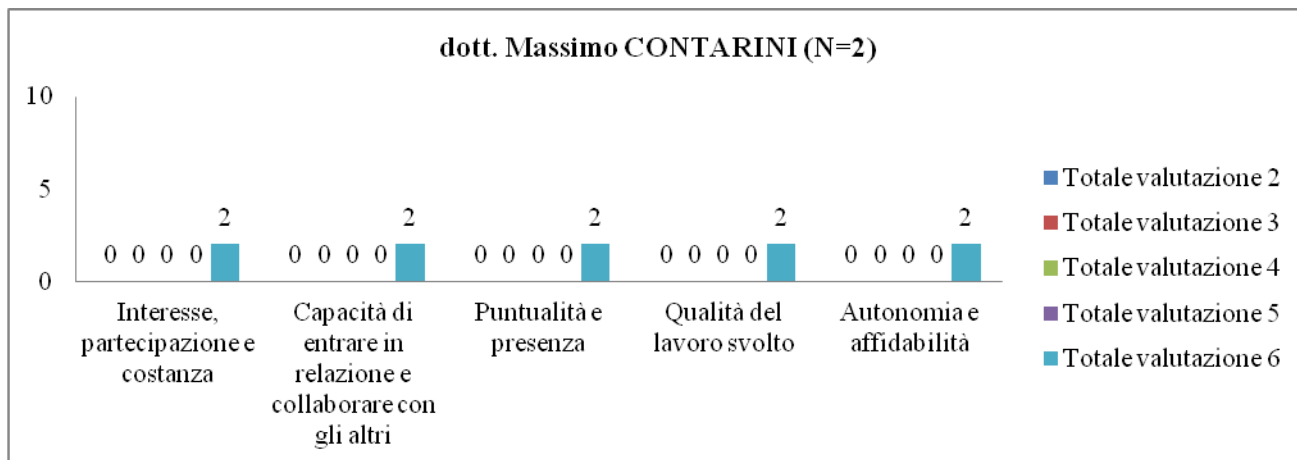 dott. Massimo CONTARINI (N=2)
10
5
0
0 0 0 0 2
0 0 0 0 2
0 0 0 0 2
0 0 0 0 2
0 0 0 0 2
Interesse,
partecipazione e
costanza
Capacità di
entrare in
relazione e
collaborare con
gli altri
Puntualità e
presenza
Qualità del
lavoro svolto
Autonomia e
affidabilità
Totale valutazione 2
Totale valutazione 3
Totale valutazione 4
Totale valutazione 5
Totale valutazione 6